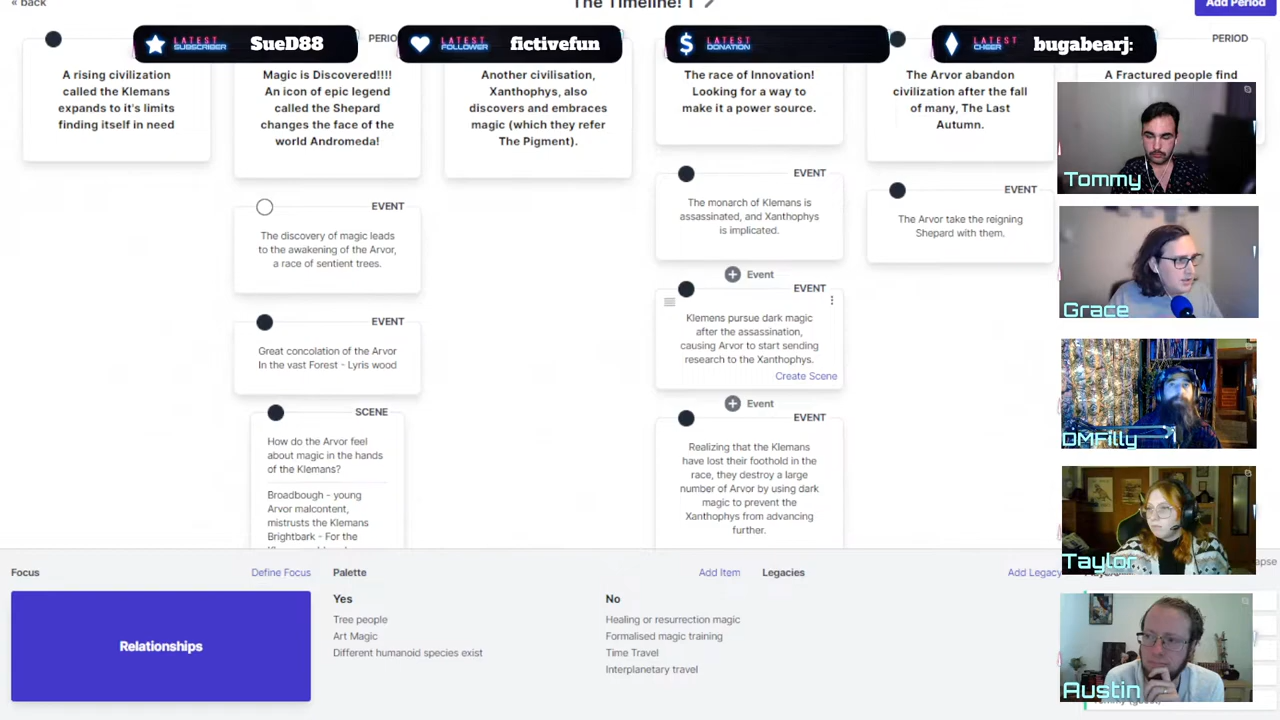 « back
The Timeline! 1
Add Period
LATEST SUBSCRIBER
SueD88
LATEST FOLLOWER
fictivefun
LATEST DONATION
LATEST CHEER
bugabearj:
PERIOD
A rising civilization
called the Klemans
expands to it's limits
finding itself in need
Magic is Discovered!!!!
An icon of epic legend
called the Shepard
changes the face of the
world Andromeda!
EVENT
The discovery of magic leads
to the awakening of the Arvor,
a race of sentient trees.
EVENT
Great concolation of the Arvor
In the vast Forest - Lyris wood
SCENE
How do the Arvor feel
about magic in the hands
of the Klemans?
Broadbough - young
Arvor malcontent,
mistrusts the Klemans
Brightbark - For the
Another civilisation,
Xanthophys, also
discovers and embraces
magic (which they refer
The Pigment).
The race of Innovation!
Looking for a way to
make it a power source.
EVENT
The monarch of Klemans is
assassinated, and Xanthophys
is implicated.
Event
EVENT
Klemens pursue dark magic
after the assassination,
causing Arvor to start sending
research to the Xanthophys.
Create Scene
Event
EVENT
Realizing that the Klemans
have lost their foothold in the
race, they destroy a large
number of Arvor by using dark
magic to prevent the
Xanthophys from advancing
further.
The Arvor abandon
civilization after the fall
of many, The Last
Autumn.
EVENT
The Arvor take the reigning
Shepard with them.
PERIOD
A Fractured people find
Tommy
Grace
DMFilly
Taylor
Austin
Focus
Define Focus
Relationships
Palette
Add Item
Yes
Tree people
Art Magic
Different humanoid species exist
No
Healing or resurrection magic
Formalised magic training
Time Travel
Interplanetary travel
Legacies
Add Legacy